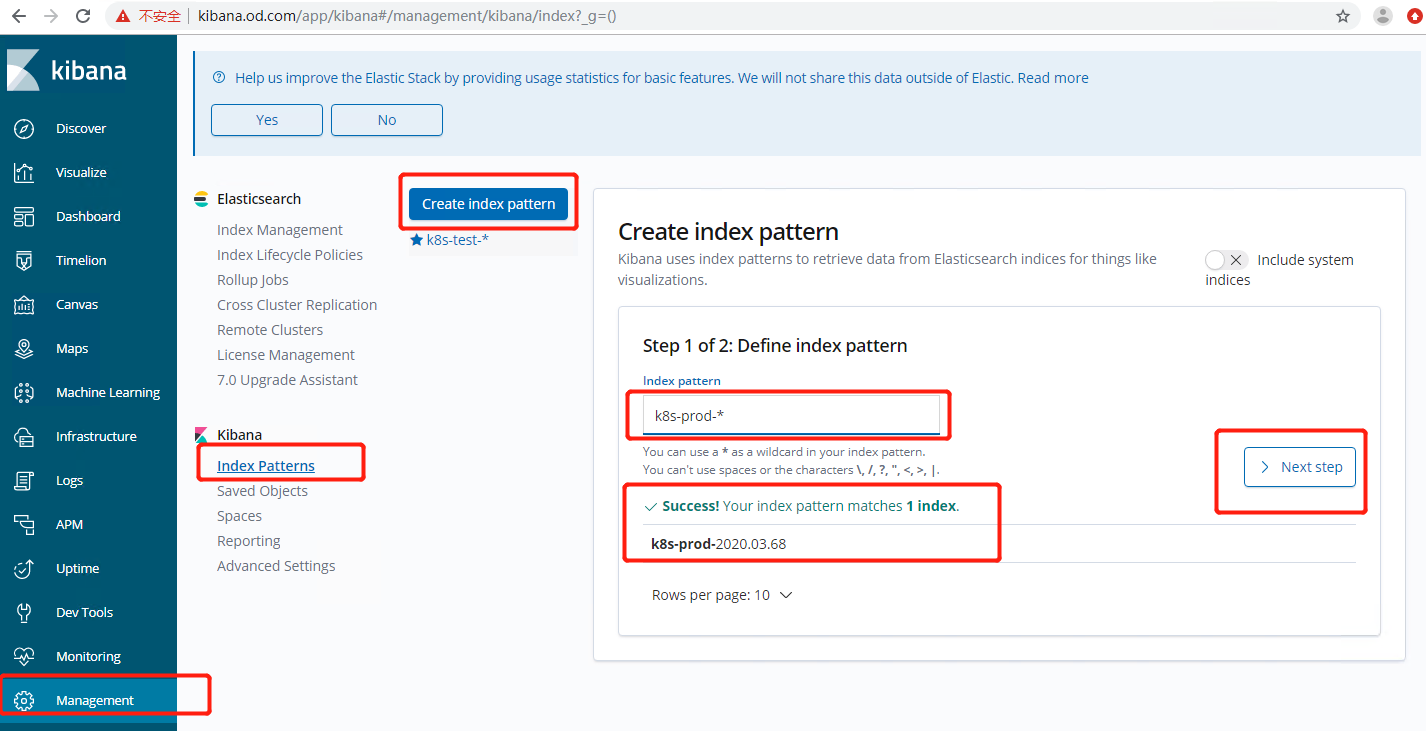 不安全 kibana.od.com/app/kibana#/management/kibana/index?_g=()
kibana
Discover
Visualize
Dashboard
Timelion
Canvas
Maps
Machine Learning
Infrastructure
Logs
APM
Uptime
Dev Tools
Monitoring
Management
Help us improve the Elastic Stack by providing usage statistics for basic features. We will not share this data outside of Elastic. Read more
Yes
No
Elasticsearch
Index Management
Index Lifecycle Policies
Rollup Jobs
Cross Cluster Replication
Remote Clusters
License Management
7.0 Upgrade Assistant
Kibana
Index Patterns
Saved Objects
Spaces
Reporting
Advanced Settings
Create index pattern
k8s-test-*
Create index pattern
Kibana uses index patterns to retrieve data from Elasticsearch indices for things like
visualizations.
Include system
indices
Step 1 of 2: Define index pattern
Index pattern
k8s-prod-*
You can use a * as a wildcard in your index pattern.
You can't use spaces or the characters \, /, ?, ", <, >, |.
Next step
Success! Your index pattern matches 1 index.
k8s-prod-2020.03.68
Rows per page: 10